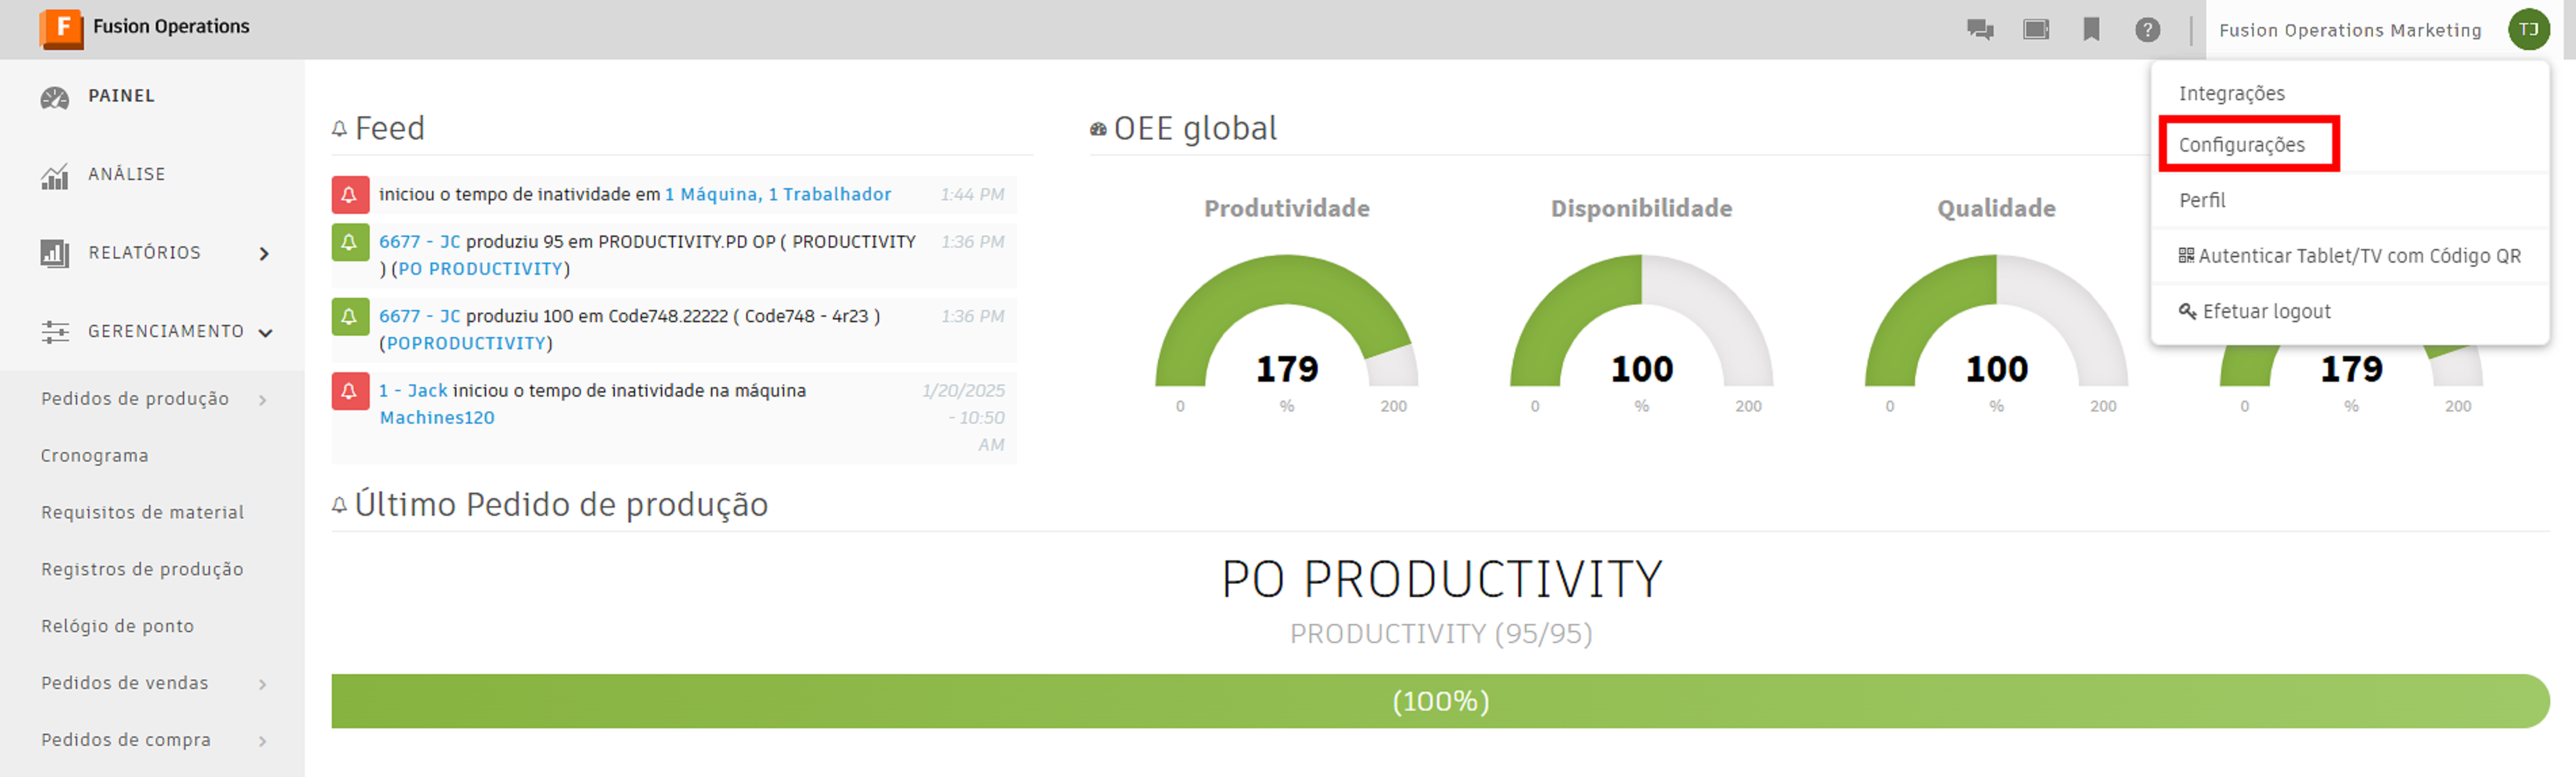 Fusion Operations
Fusion Operations Marketing
TJ
PAINEL
ANÁLISE
RELATÓRIOS
GERENCIAMENTO
Pedidos de produção
Cronograma
Requisitos de material
Registros de produção
Relógio de ponto
Pedidos de vendas
Pedidos de compra
Feed
iniciou o tempo de inatividade em 1 Máquina, 1 Trabalhador 1:44 PM
6677 - JC produziu 95 em PRODUCTIVITY.PD OP ( PRODUCTIVITY 1:36 PM
) (PO PRODUCTIVITY)
6677 - JC produziu 100 em Code748.22222 ( Code748 - 4r23 ) 1:36 PM
(POPRODUCTIVITY)
1 - Jack iniciou o tempo de inatividade na máquina 1/20/2025
Machines120 - 10:50
AM
OEE global
Produtividade Disponibilidade Qualidade
179 100 100 179
0 % 200 0 % 200 0 % 200 0 % 200
Integrações
Configurações
Perfil
Autenticar Tablet/TV com Código QR
Efetuar logout
Último Pedido de produção
PO PRODUCTIVITY
PRODUCTIVITY (95/95)
(100%)